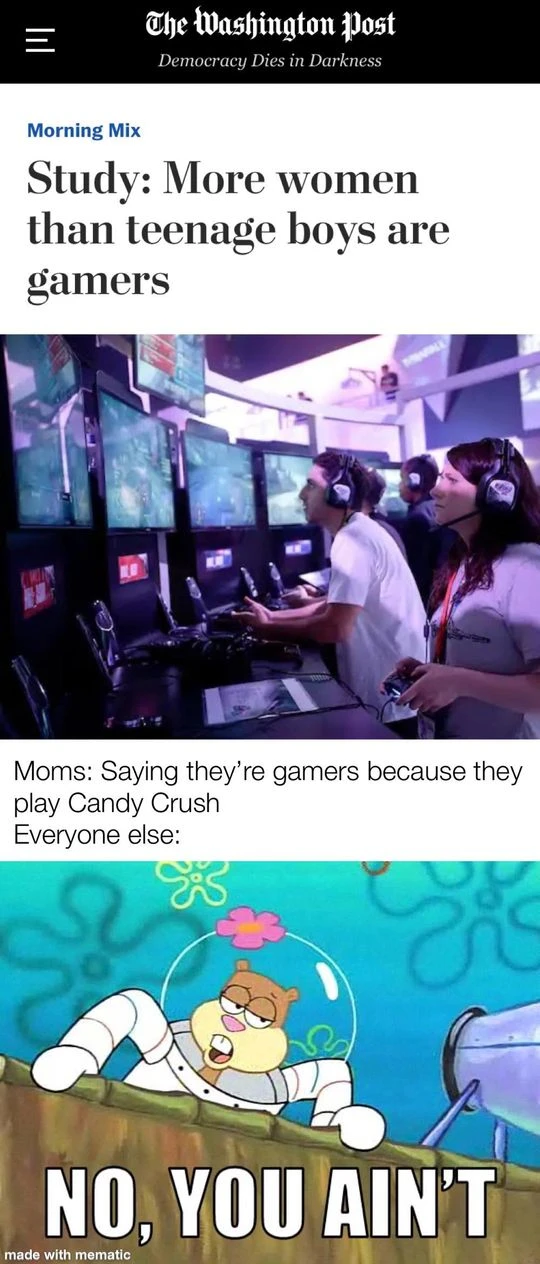 The Washington Post
Democracy Dies in Darkness
Morning Mix
Study: More women
than teenage boys are
gamers
Moms: Saying they're gamers because they
play Candy Crush
Everyone else:
NO, YOU AIN'T
made with mematic